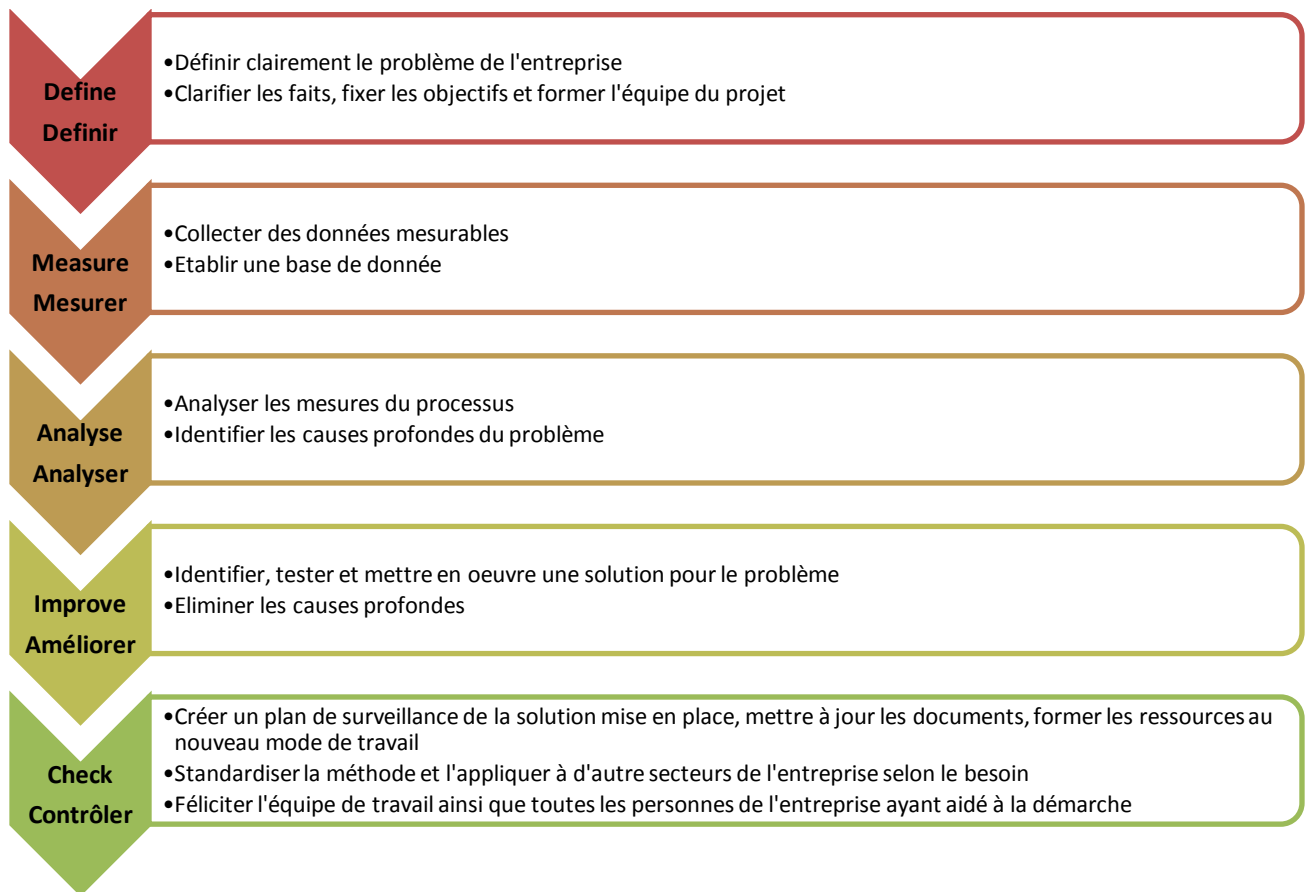 Define
Definir
•Définir clairement le problème de l'entreprise
•Clarifier les faits, fixer les objectifs et former l'équipe du projet
Measure
Mesurer
•Collecter des données mesurables
•Etablir une base de donnée
Analyse
Analyser
•Analyser les mesures du processus
•Identifier les causes profondes du problème
Improve
Améliorer
•Identifier, tester et mettre en oeuvre une solution pour le problème
•Eliminer les causes profondes
Check
Contrôler
•Créer un plan de surveillance de la solution mise en place, mettre à jour les documents, former les ressources au
nouveau mode de travail
•Standardiser la méthode et l'appliquer à d'autre secteurs de l'entreprise selon le besoin
•Féliciter l'équipe de travail ainsi que toutes les personnes de l'entreprise ayant aidé à la démarche